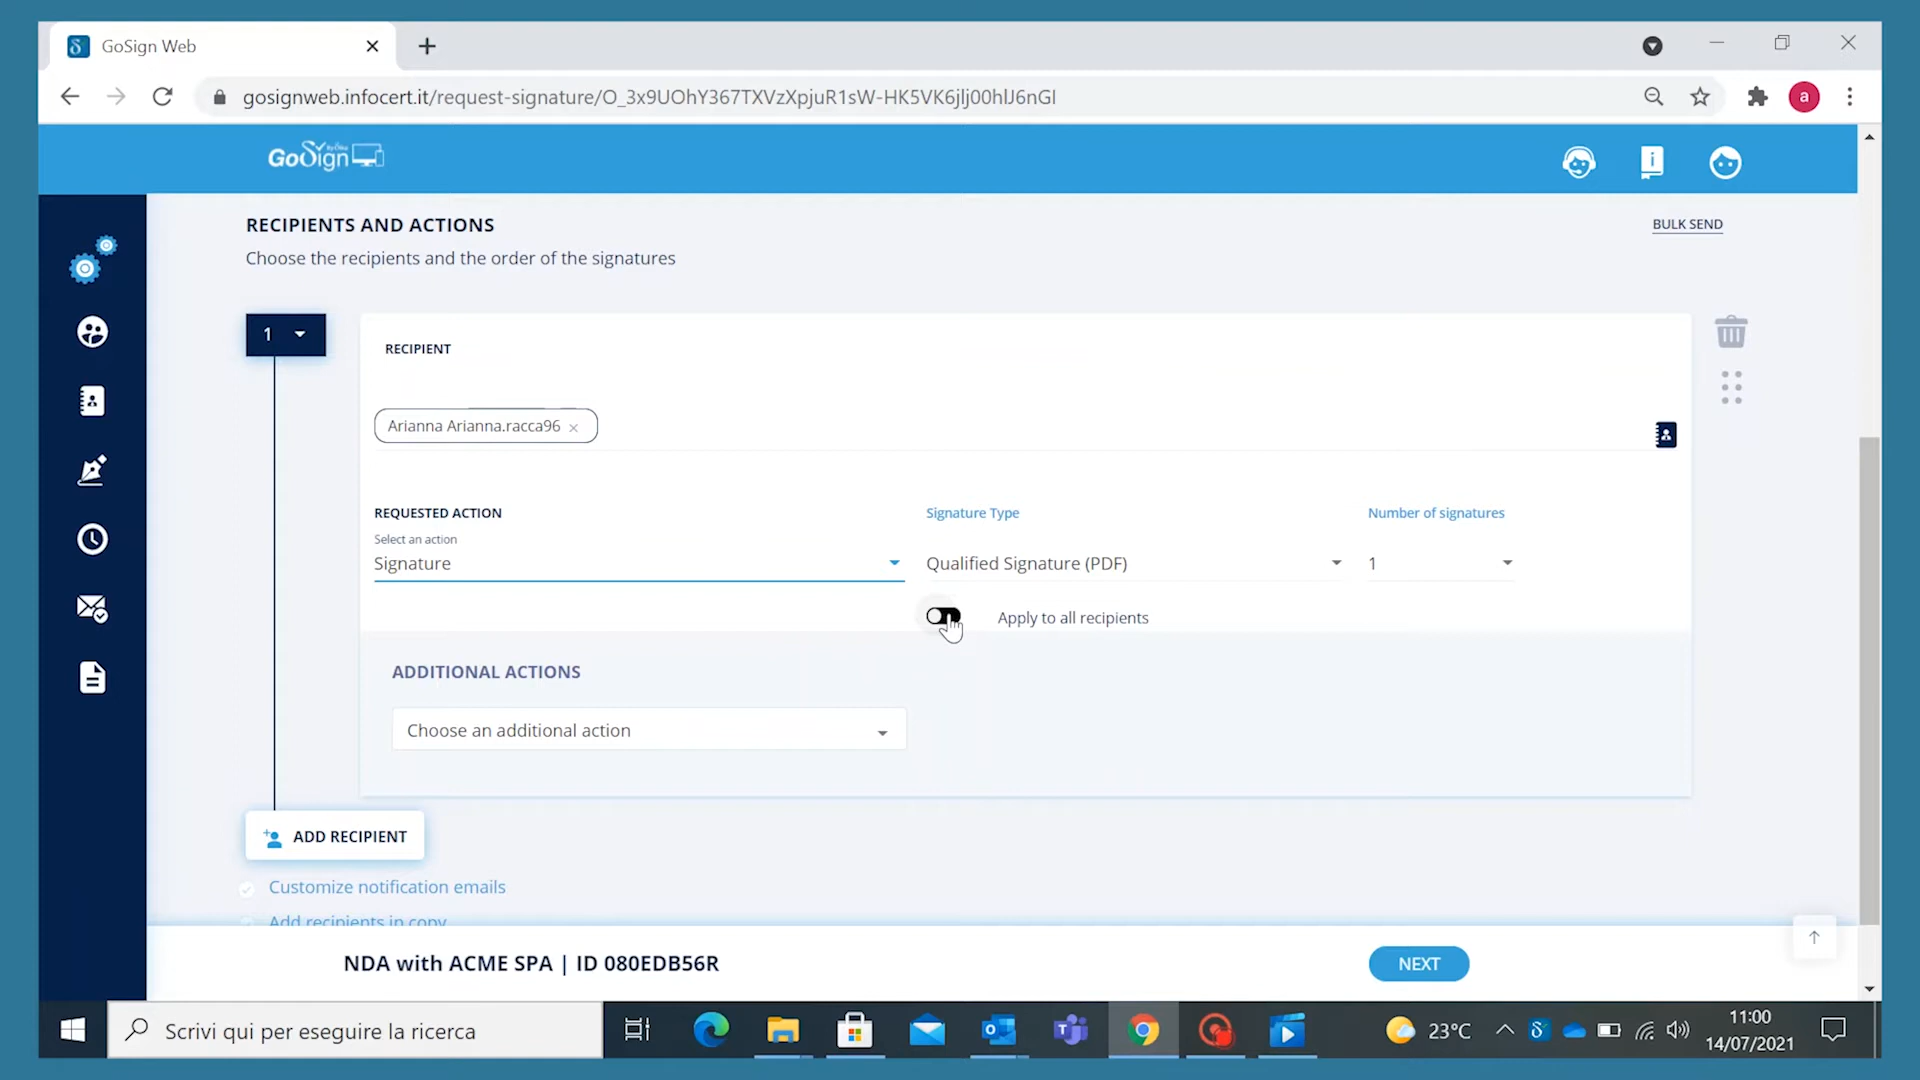 GoSign Web
gosignweb.infocert.it/request-signature/O_3x9UOhY367TXVzXpjuR1sW-HK5VK6jlj00hlJ6nGI
a
GoSign
RECIPIENTS AND ACTIONS
BULK SEND
Choose the recipients and the order of the signatures
1
RECIPIENT
Arianna Arianna.racca96
REQUESTED ACTION
Signature Type
Number of signatures
Select an action
Signature
Qualified Signature (PDF)
1
Apply to all recipients
ADDITIONAL ACTIONS
Choose an additional action
ADD RECIPIENT
Customize notification emails
Add recipients in copy
NDA with ACME SPA | ID 080EDB56R
NEXT
Scrivi qui per eseguire la ricerca
23°C
11:00
14/07/2021